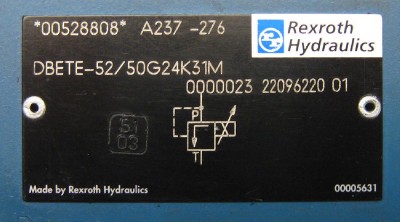 *00528808* A237 -276
Rexroth
Hydraulics
DBETE-52/50G24K31M
0000023 22096220 01
P
T
51
03
Made by Rexroth Hydraulics
00005631